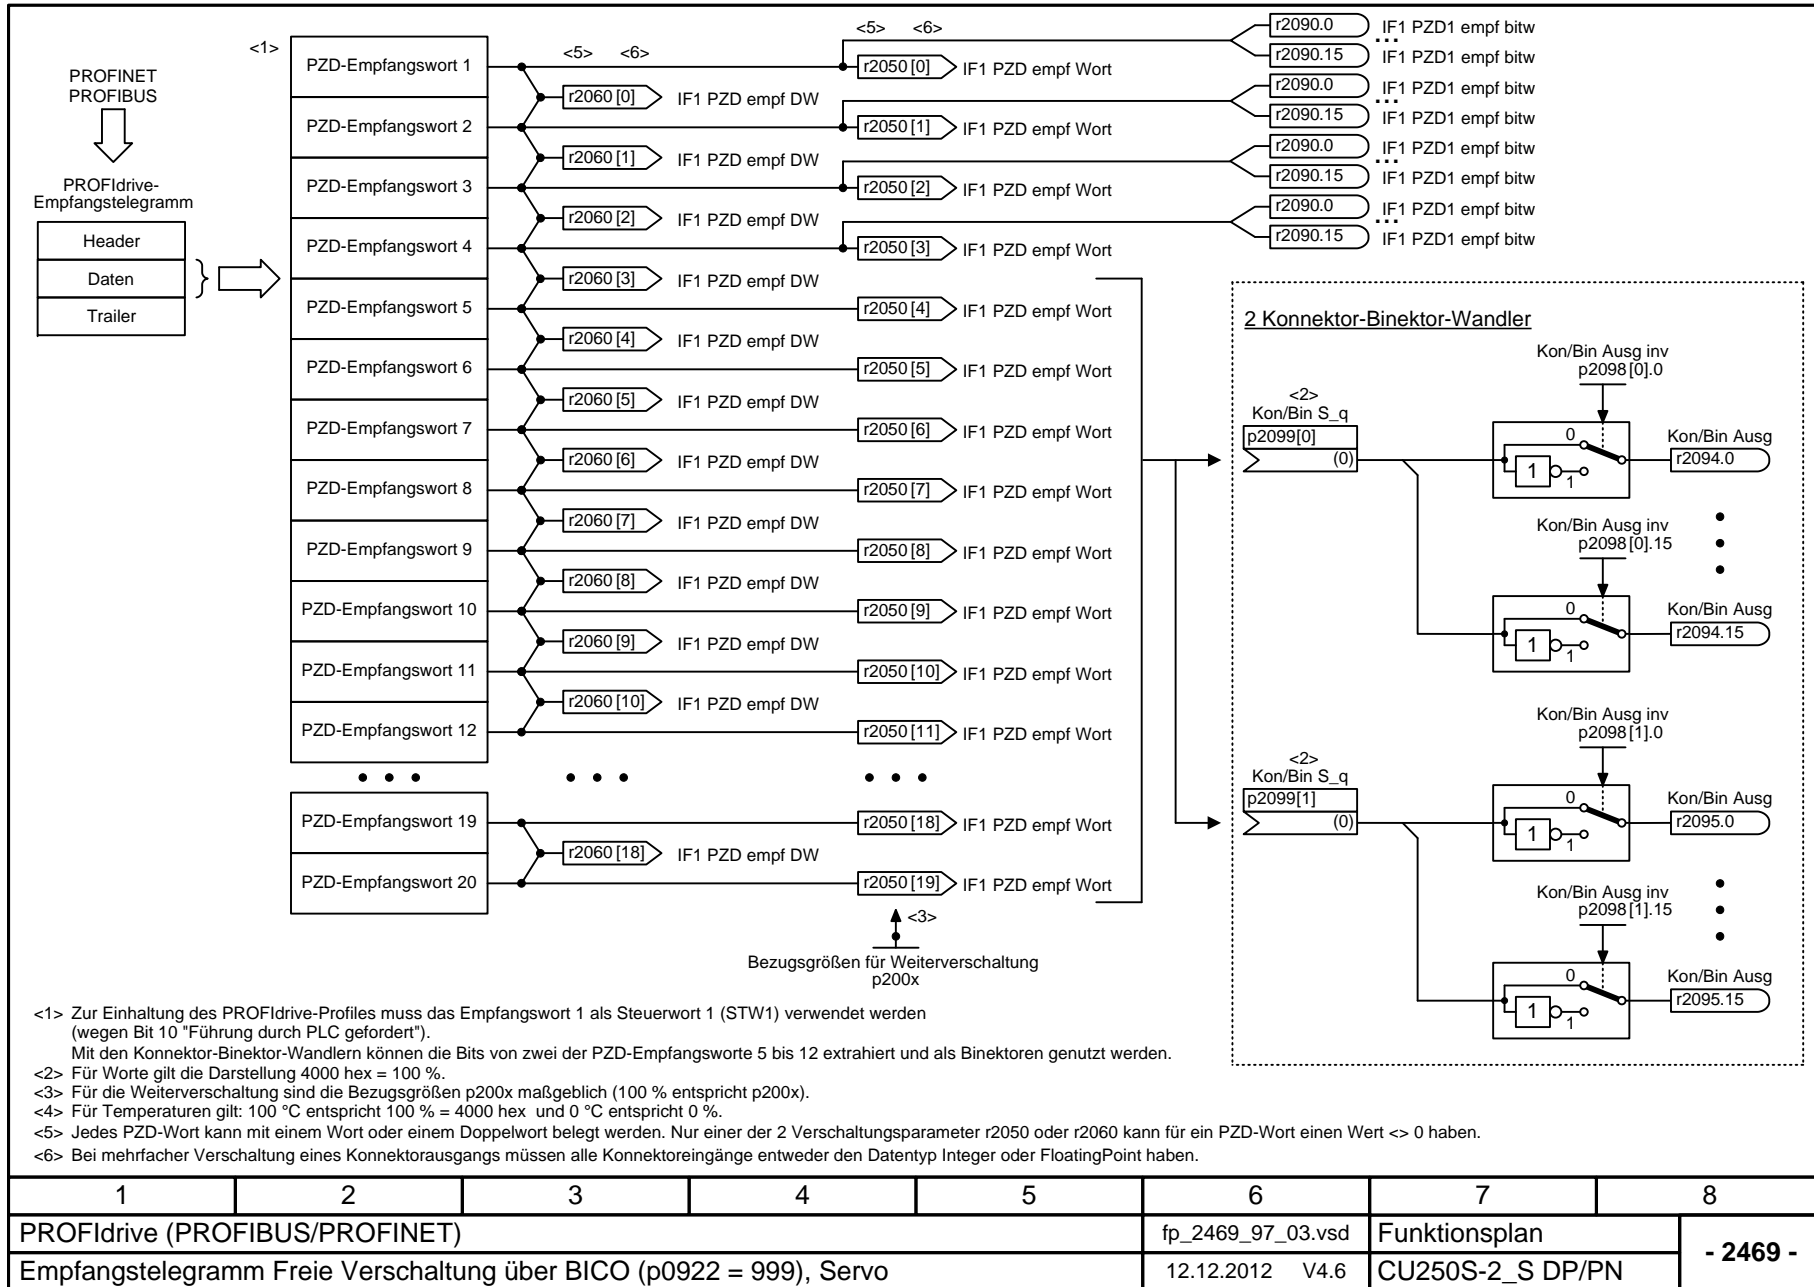 <1>
PROFINET
PROFIBUS
PROFIdrive-
Empfangstelegramm
Header
Daten
Trailer
PZD-Empfangswort 1
PZD-Empfangswort 2
PZD-Empfangswort 3
PZD-Empfangswort 4
PZD-Empfangswort 5
PZD-Empfangswort 6
PZD-Empfangswort 7
PZD-Empfangswort 8
PZD-Empfangswort 9
PZD-Empfangswort 10
PZD-Empfangswort 11
PZD-Empfangswort 12
PZD-Empfangswort 19
PZD-Empfangswort 20
<5> <6>
r2060 [0] IF1 PZD empf DW
r2060 [1] IF1 PZD empf DW
r2060 [2] IF1 PZD empf DW
r2060 [3] IF1 PZD empf DW
r2060 [4] IF1 PZD empf DW
r2060 [5] IF1 PZD empf DW
r2060 [6] IF1 PZD empf DW
r2060 [7] IF1 PZD empf DW
r2060 [8] IF1 PZD empf DW
r2060 [9] IF1 PZD empf DW
r2060 [10] IF1 PZD empf DW
r2060 [18] IF1 PZD empf DW
<5> <6>
r2050 [0] IF1 PZD empf Wort
r2050 [1] IF1 PZD empf Wort
r2050 [2] IF1 PZD empf Wort
r2050 [3] IF1 PZD empf Wort
r2050 [4] IF1 PZD empf Wort
r2050 [5] IF1 PZD empf Wort
r2050 [6] IF1 PZD empf Wort
r2050 [7] IF1 PZD empf Wort
r2050 [8] IF1 PZD empf Wort
r2050 [9] IF1 PZD empf Wort
r2050 [10] IF1 PZD empf Wort
r2050 [11] IF1 PZD empf Wort
r2050 [18] IF1 PZD empf Wort
r2050 [19] IF1 PZD empf Wort
<3>
Bezugsgrößen für Weiterverschaltung
p200x
r2090.0 IF1 PZD1 empf bitw
...
r2090.15 IF1 PZD1 empf bitw
r2090.0 IF1 PZD1 empf bitw
...
r2090.15 IF1 PZD1 empf bitw
r2090.0 IF1 PZD1 empf bitw
...
r2090.15 IF1 PZD1 empf bitw
r2090.0 IF1 PZD1 empf bitw
...
r2090.15 IF1 PZD1 empf bitw
2 Konnektor-Binektor-Wandler
Kon/Bin Ausg inv
p2098 [0].0
<2>
Kon/Bin S_q
p2099[0]
(0)
0
1
1
Kon/Bin Ausg
r2094.0
Kon/Bin Ausg inv
p2098 [0].15
0
1
1
Kon/Bin Ausg
r2094.15
Kon/Bin Ausg inv
p2098 [1].0
<2>
Kon/Bin S_q
p2099[1]
(0)
0
1
1
Kon/Bin Ausg
r2095.0
Kon/Bin Ausg inv
p2098 [1].15
0
1
1
Kon/Bin Ausg
r2095.15
<1> Zur Einhaltung des PROFIdrive-Profiles muss das Empfangswort 1 als Steuerwort 1 (STW1) verwendet werden
(wegen Bit 10 "Führung durch PLC gefordert").
Mit den Konnektor-Binektor-Wandlern können die Bits von zwei der PZD-Empfangsworte 5 bis 12 extrahiert und als Binektoren genutzt werden.
<2> Für Worte gilt die Darstellung 4000 hex = 100 %.
<3> Für die Weiterverschaltung sind die Bezugsgrößen p200x maßgeblich (100 % entspricht p200x).
<4> Für Temperaturen gilt: 100 °C entspricht 100 % = 4000 hex und 0 °C entspricht 0 %.
<5> Jedes PZD-Wort kann mit einem Wort oder einem Doppelwort belegt werden. Nur einer der 2 Verschaltungsparameter r2050 oder r2060 kann für ein PZD-Wort einen Wert <> 0 haben.
<6> Bei mehrfacher Verschaltung eines Konnektorausgangs müssen alle Konnektoreingänge entweder den Datentyp Integer oder FloatingPoint haben.
1 2 3 4 5 6 7 8
PROFIdrive (PROFIBUS/PROFINET) fp_2469_97_03.vsd Funktionsplan
- 2469 -
Empfangstelegramm Freie Verschaltung über BICO (p0922 = 999), Servo 12.12.2012 V4.6 CU250S-2_S DP/PN